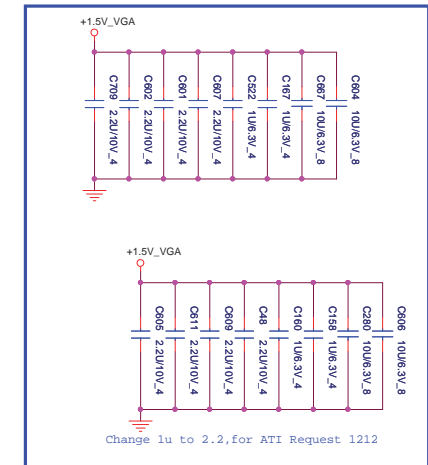 +1.5V_VGA
C709 2.2U/10V_4
C602 2.2U/10V_4
C601 2.2U/10V_4
C607 2.2U/10V_4
C522 1U/6.3V_4
C167 1U/6.3V_4
C667 10U/6.3V_8
C604 10U/6.3V_8
+1.5V_VGA
C605 2.2U/10V_4
C611 2.2U/10V_4
C609 2.2U/10V_4
C48 2.2U/10V_4
C160 1U/6.3V_4
C158 1U/6.3V_4
C280 10U/6.3V_8
C606 10U/6.3V_8
Change 1u to 2.2,for ATI Request 1212